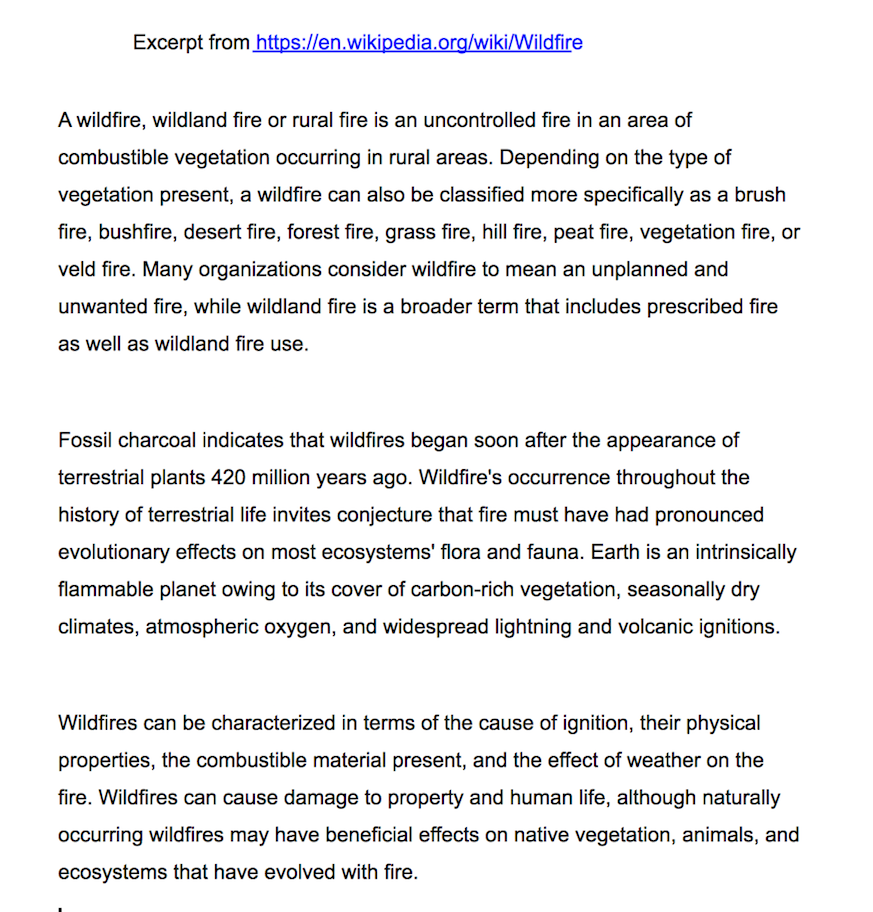 Excerpt from https://en.wikipedia.org/wiki/Wildfire
A wildfire, wildland fire or rural fire is an uncontrolled fire in an area of
combustible vegetation occurring in rural areas. Depending on the type of
vegetation present, a wildfire can also be classified more specifically as a brush
fire, bushfire, desert fire, forest fire, grass fire, hill fire, peat fire, vegetation fire, or
veld fire. Many organizations consider wildfire to mean an unplanned and
unwanted fire, while wildland fire is a broader term that includes prescribed fire
as well as wildland fire use.
Fossil charcoal indicates that wildfires began soon after the appearance of
terrestrial plants 420 million years ago. Wildfire's occurrence throughout the
history of terrestrial life invites conjecture that fire must have had pronounced
evolutionary effects on most ecosystems' flora and fauna. Earth is an intrinsically
flammable planet owing to its cover of carbon-rich vegetation, seasonally dry
climates, atmospheric oxygen, and widespread lightning and volcanic ignitions.
Wildfires can be characterized in terms of the cause of ignition, their physical
properties, the combustible material present, and the effect of weather on the
fire. Wildfires can cause damage to property and human life, although naturally
occurring wildfires may have beneficial effects on native vegetation, animals, and
ecosystems that have evolved with fire.